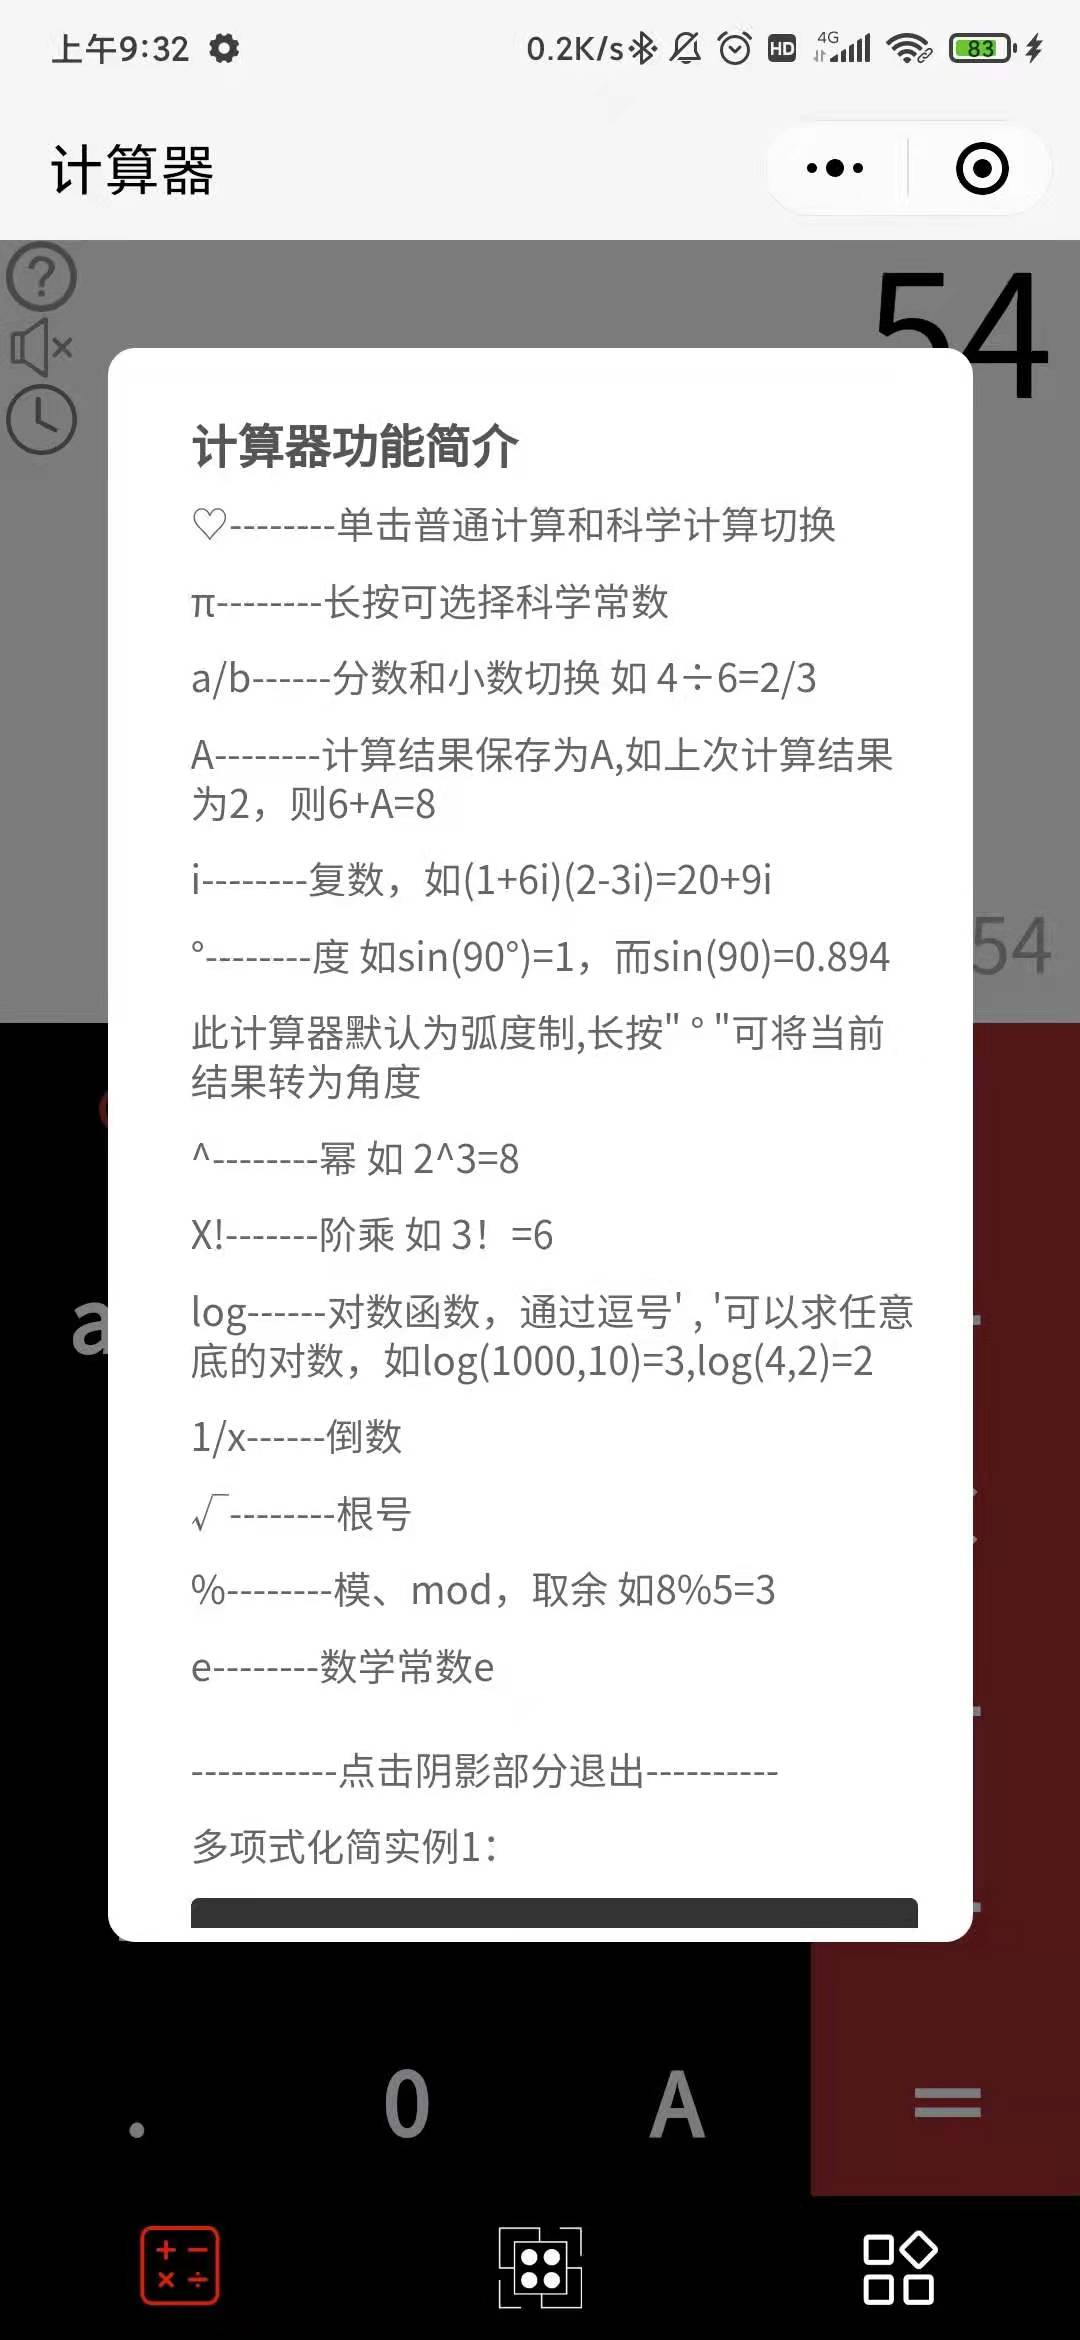 上午9:32
0.2K/s
HD
4G
83
计算器
54
计算器功能简介
♡--------单击普通计算和科学计算切换
π--------长按可选择科学常数
a/b------分数和小数切换 如 4÷6=2/3
A--------计算结果保存为A,如上次计算结果
为2，则6+A=8
i--------复数，如(1+6i)(2-3i)=20+9i
54
°--------度 如sin(90°)=1，而sin(90)=0.894
此计算器默认为弧度制,长按" ° "可将当前
结果转为角度
^--------幂 如 2^3=8
X!-------阶乘 如 3！=6
a
log------对数函数，通过逗号' , '可以求任意
底的对数，如log(1000,10)=3,log(4,2)=2
1/x------倒数
√‾--------根号
%--------模、mod，取余 如8%5=3
e--------数学常数e
-----------点击阴影部分退出----------
多项式化简实例1：
. 0 A =